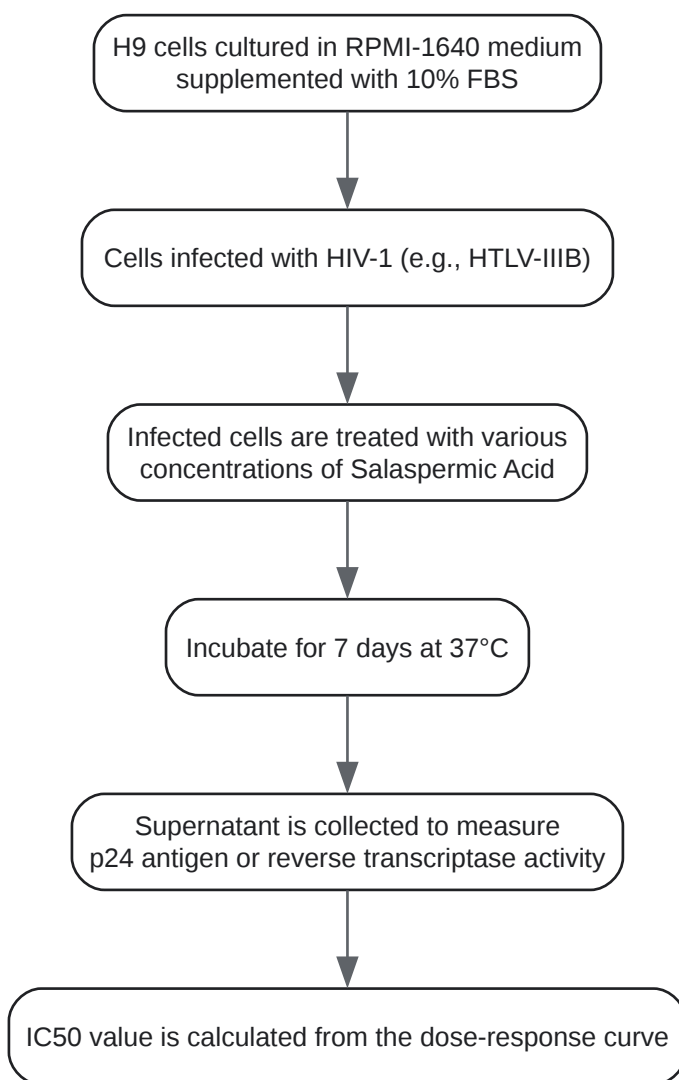 H9 cells cultured in RPMI-1640 medium
supplemented with 10% FBS
Cells infected with HIV-1 (e.g., HTLV-IIIB)
Infected cells are treated with various
concentrations of Salaspermic Acid
Incubate for 7 days at 37°C
Supernatant is collected to measure
p24 antigen or reverse transcriptase activity
IC50 value is calculated from the dose-response curve